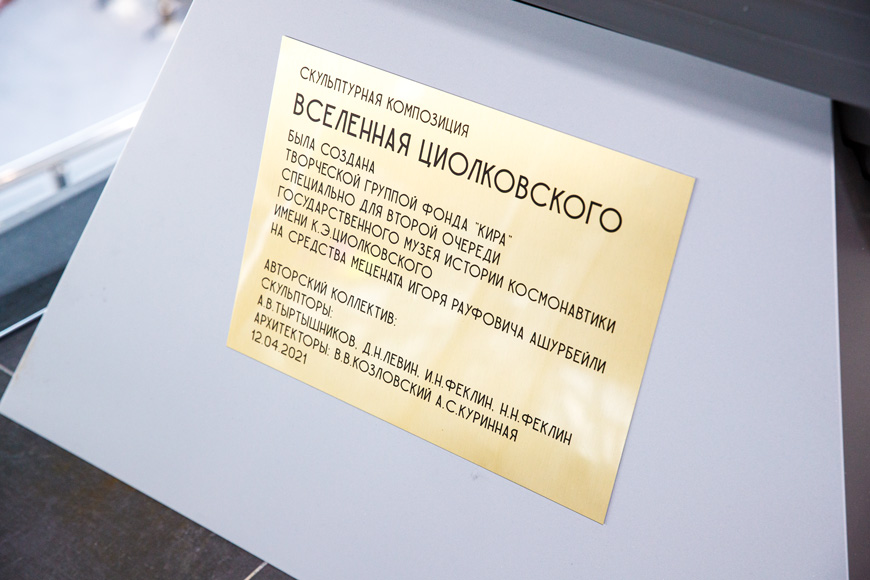 СКУЛЬПТУРНАЯ КОМПОЗИЦИЯ
ВСЕЛЕННАЯ ЦИОЛКОВСКОГО
БЫЛА СОЗДАНА
ТВОРЧЕСКОЙ ГРУППОЙ ФОНДА "КИРА"
СПЕЦИАЛЬНО ДЛЯ ВТОРОЙ ОЧЕРЕДИ
ГОСУДАРСТВЕННОГО МУЗЕЯ ИСТОРИИ КОСМОНАВТИКИ
ИМЕНИ К.Э.ЦИОЛКОВСКОГО
НА СРЕДСТВА МЕЦЕНАТА ИГОРЯ РАУФОВИЧА АШУРБЕЙЛИ
АВТОРСКИЙ КОЛЛЕКТИВ:
СКУЛЬПТОРЫ:
А.В.ТЫРТЫШНИКОВ, Д.Н.ЛЕВИН, И.Н.ФЕКЛИН, Н.Н.ФЕКЛИН
АРХИТЕКТОРЫ: В.В.КОЗЛОВСКИЙ А.С.КУРИННАЯ
12.04.2021